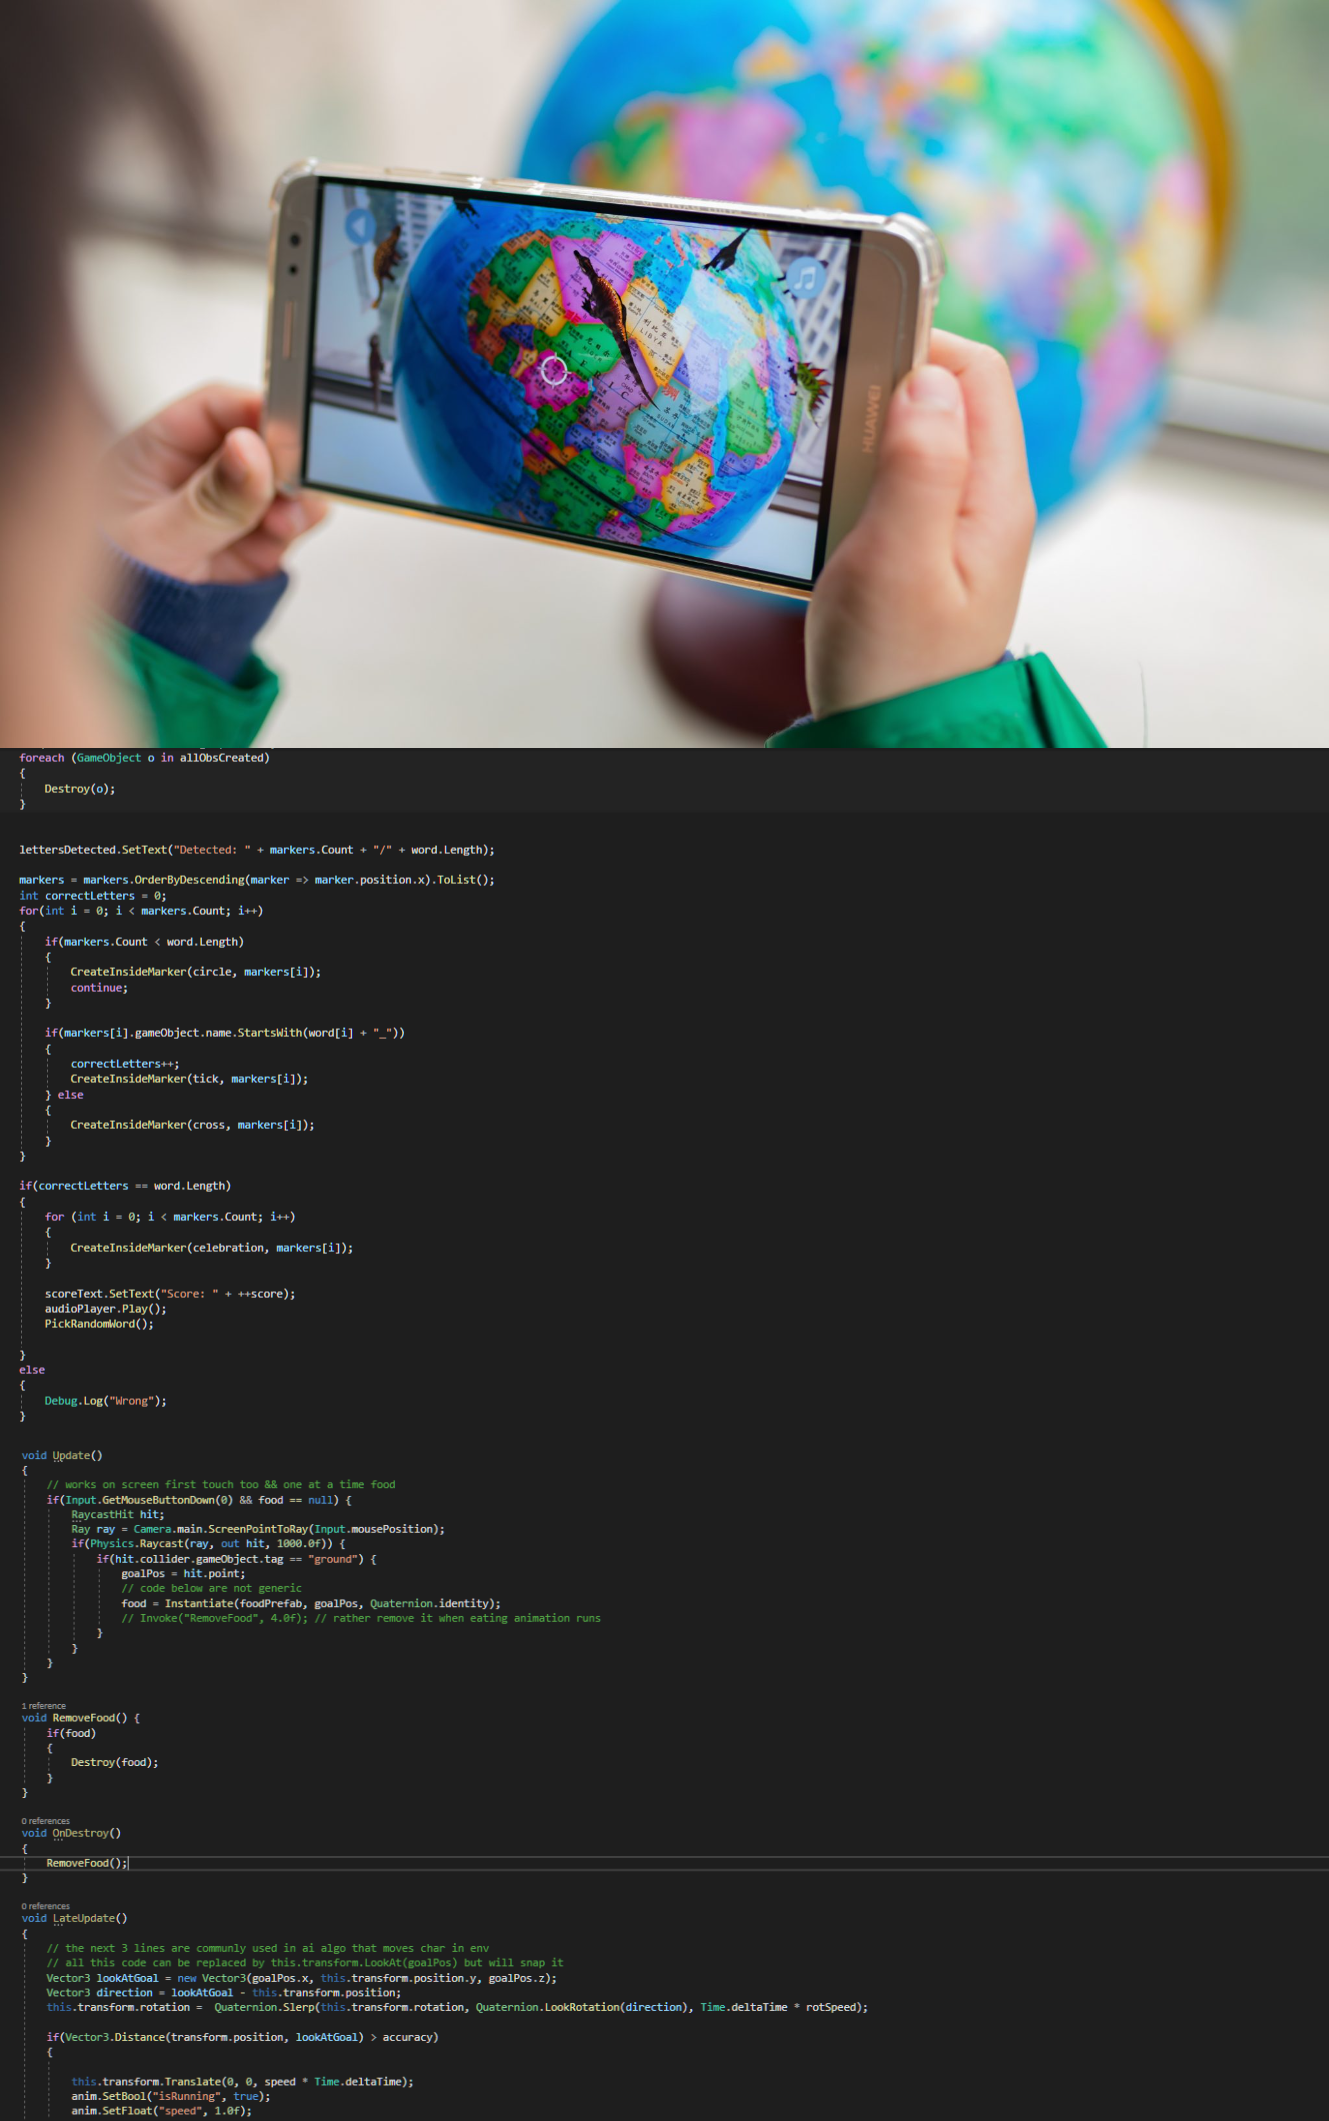 HUAWEI
LIBYA
foreach (GameObject o in allObsCreated)
{
Destroy(o);
}
lettersDetected.SetText("Detected: " + markers.Count + "/" + word.Length);
markers = markers.OrderByDescending(marker => marker.position.x).ToList();
int correctLetters = 0;
for(int i = 0; i < markers.Count; i++)
{
if(markers.Count < word.Length)
{
CreateInsideMarker(circle, markers[i]);
continue;
}
if(markers[i].gameObject.name.StartsWith(word[i] + "_"))
{
correctLetters++;
CreateInsideMarker(tick, markers[i]);
} else
{
CreateInsideMarker(cross, markers[i]);
}
}
if(correctLetters == word.Length)
{
for (int i = 0; i < markers.Count; i++)
{
CreateInsideMarker(celebration, markers[i]);
}
scoreText.SetText("Score: " + ++score);
audioPlayer.Play();
PickRandomWord();
}
else
{
Debug.Log("Wrong");
}
void Update()
{
// works on screen first touch too && one at a time food
if(Input.GetMouseButtonDown(0) && food == null) {
RaycastHit hit;
Ray ray = Camera.main.ScreenPointToRay(Input.mousePosition);
if(Physics.Raycast(ray, out hit, 1000.0f)) {
if(hit.collider.gameObject.tag == "ground") {
goalPos = hit.point;
// code below are not generic
food = Instantiate(foodPrefab, goalPos, Quaternion.identity);
// Invoke("RemoveFood", 4.0f); // rather remove it when eating animation runs
}
}
}
}
1 reference
void RemoveFood() {
if(food)
{
Destroy(food);
}
}
0 references
void OnDestroy()
{
RemoveFood();
}
0 references
void LateUpdate()
{
// the next 3 lines are communly used in ai algo that moves char in env
// all this code can be replaced by this.transform.LookAt(goalPos) but will snap it
Vector3 lookAtGoal = new Vector3(goalPos.x, this.transform.position.y, goalPos.z);
Vector3 direction = lookAtGoal - this.transform.position;
this.transform.rotation =  Quaternion.Slerp(this.transform.rotation, Quaternion.LookRotation(direction), Time.deltaTime * rotSpeed);
if(Vector3.Distance(transform.position, lookAtGoal) > accuracy)
{
this.transform.Translate(0, 0, speed * Time.deltaTime);
anim.SetBool("isRunning", true);
anim.SetFloat("speed", 1.0f);